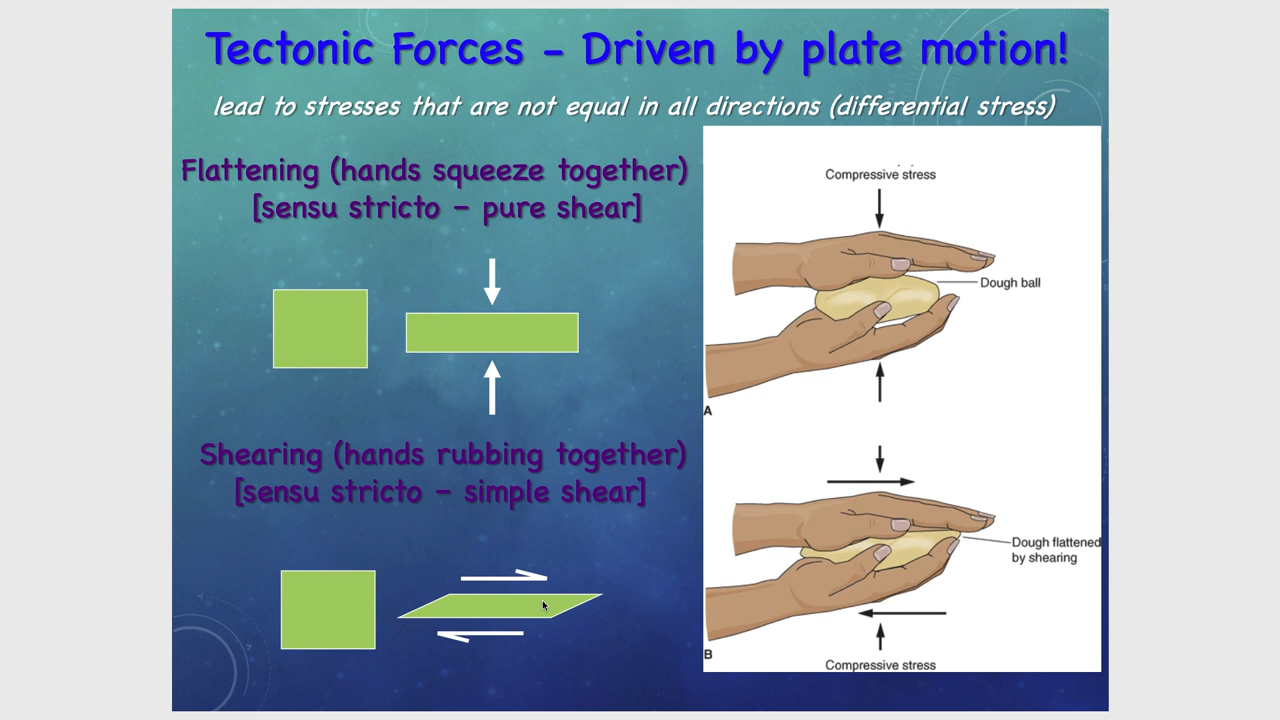 Tectonic Forces – Driven by plate motion!
lead to stresses that are not equal in all directions (differential stress)
Flattening (hands squeeze together)
[sensu stricto – pure shear]
Shearing (hands rubbing together)
[sensu stricto – simple shear]
Compressive stress
Dough ball
A
Dough flattened
by shearing
B
Compressive stress